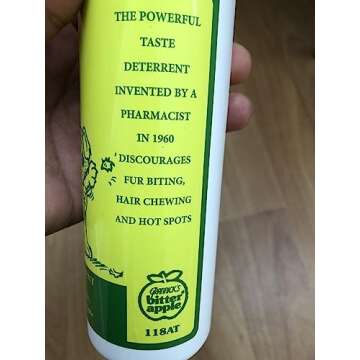 THE POWERFUL
TASTE
DETERRENT
INVENTED BY A
PHARMACIST
IN 1960
DISCOURAGES
FUR BITING,
HAIR CHEWING
AND HOT SPOTS
GRANNICK'S
bitter
apple
118AT